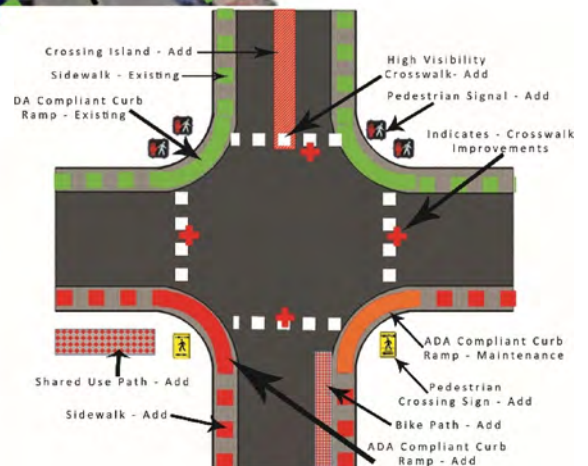 Crossing Island - Add
Sidewalk - Existing
DA Compliant Curb
Ramp - Existing
High Visibility
Crosswalk- Add
Pedestrian Signal - Add
Indicates - Crosswalk
Improvements
ADA Compliant Curb
Ramp - Maintenance
Pedestrian
Crossing Sign - Add
Bike Path - Add
ADA Compliant Curb
Ramp - Add
Shared Use Path - Add
Sidewalk - Add